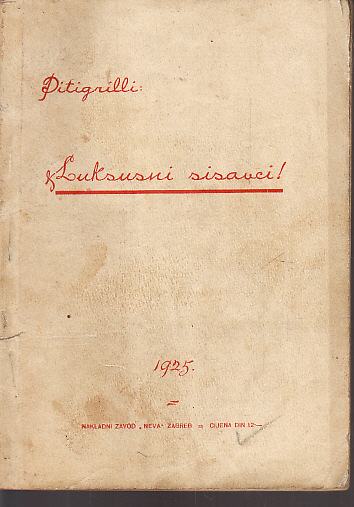 Pitigrilli:
Luksusni sisavci!
1925.
=
NAKLADNI ZAVOD „NEVA“ ZAGREB = CIJENA DIN 12—